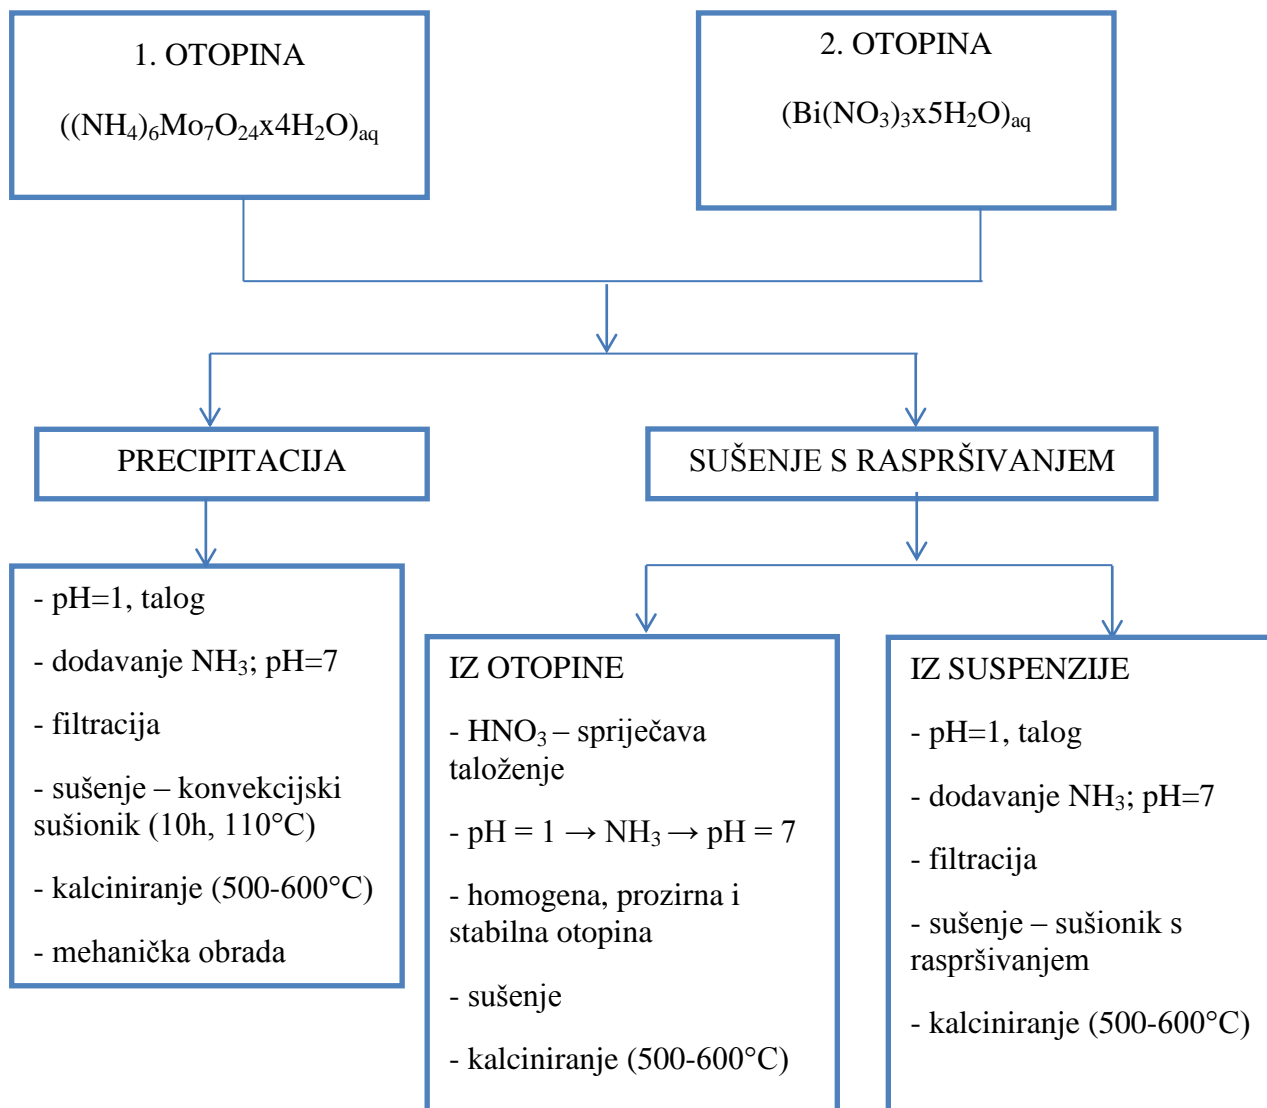 1. OTOPINA
((NH₄)₆Mo₇O₂₄x4H₂O)aq
2. OTOPINA
(Bi(NO₃)₃x5H₂O)aq
PRECIPITACIJA
SUŠENJE S RASPRŠIVANJEM
- pH=1, talog
- dodavanje NH₃; pH=7
- filtracija
- sušenje – konvekcijski
sušionik (10h, 110°C)
- kalciniranje (500-600°C)
- mehanička obrada
IZ OTOPINE
- HNO₃ – spriječava
taloženje
- pH = 1 → NH₃ → pH = 7
- homogena, prozirna i
stabilna otopina
- sušenje
- kalciniranje (500-600°C)
IZ SUSPENZIJE
- pH=1, talog
- dodavanje NH₃; pH=7
- filtracija
- sušenje – sušionik s
raspršivanjem
- kalciniranje (500-600°C)